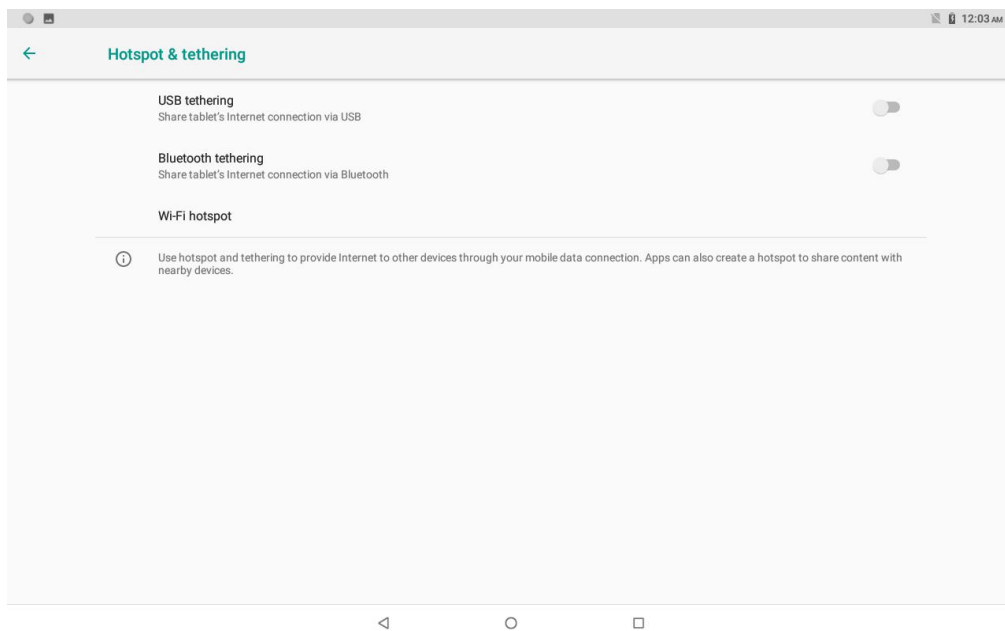 12:03 AM
Hotspot & tethering
USB tethering
Share tablet's Internet connection via USB
Bluetooth tethering
Share tablet's Internet connection via Bluetooth
Wi-Fi hotspot
Use hotspot and tethering to provide Internet to other devices through your mobile data connection. Apps can also create a hotspot to share content with
nearby devices.